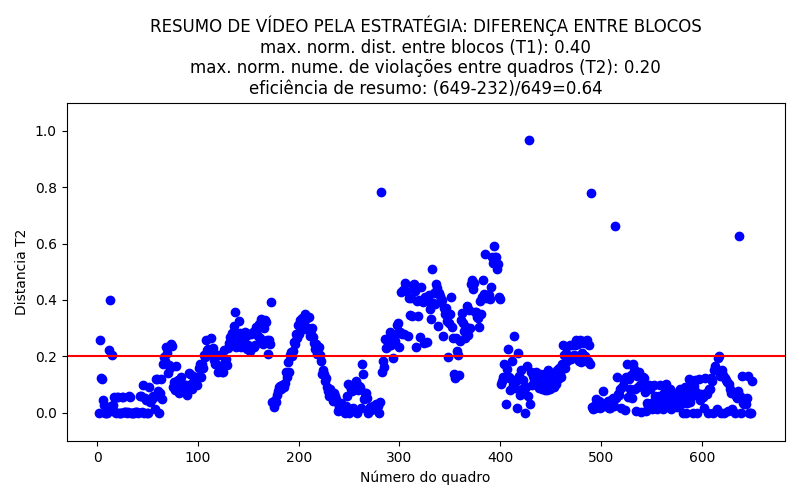 RESUMO DE VÍDEO PELA ESTRATÉGIA: DIFERENÇA ENTRE BLOCOS
max. norm. dist. entre blocos (T1): 0.40
max. norm. nume. de violações entre quadros (T2): 0.20
eficiência de resumo: (649-232)/649=0.64
1.0
0.8
0.6
0.4
0.2
0.0
Distancia T2
0 100 200 300 400 500 600
Número do quadro